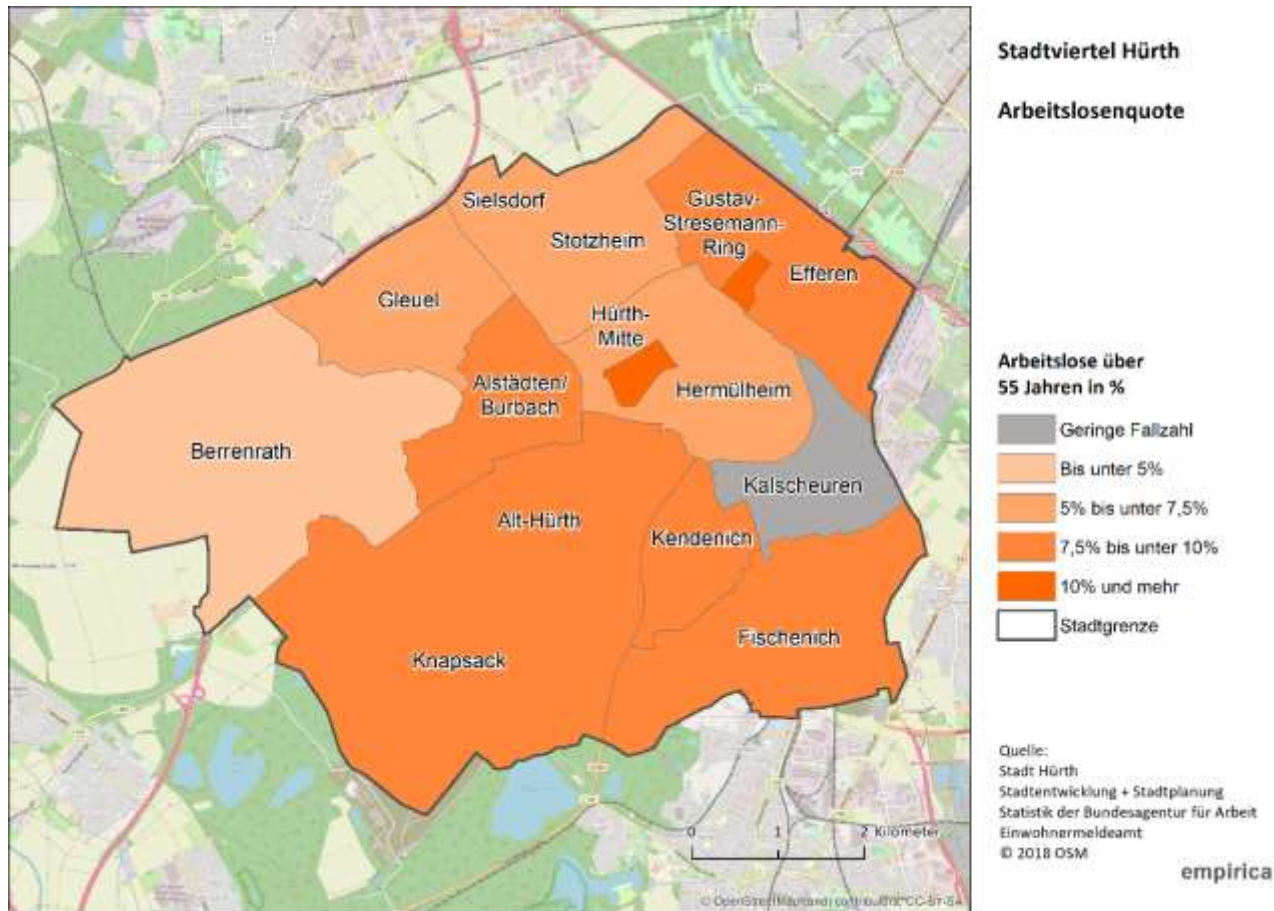 Stadtviertel Hürth
Arbeitslosenquote
Sielsdorf
Gustav-
Stresemann-
Ring
Stotzheim
Efferen
Gleuel
Hürth-
Mitte
Alstädten/
Burbach
Hermülheim
Berrenrath
Kalscheuren
Alt-Hürth
Kendenich
Fischenich
Knapsack
Arbeitslose über
55 Jahren in %
Geringe Fallzahl
Bis unter 5%
5% bis unter 7,5%
7,5% bis unter 10%
10% und mehr
Stadtgrenze
0 1 2 Kilometer
Quelle:
Stadt Hürth
Stadtentwicklung + Stadtplanung
Statistik der Bundesagentur für Arbeit
Einwohnermeldeamt
© 2018 OSM
empirica